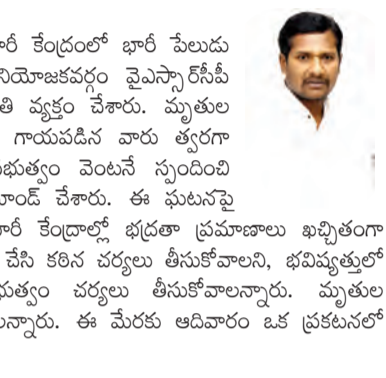 రీ కేంద్రంలో భారీ పేలుడు
నియోజకవర్గం వైఎస్సార్‌సీపీ
తి వ్యక్తం చేశారు. మృతుల
గాయపడిన వారు త్వరగా
భుత్వం వెంటనే స్పందించి
ూండ్ చేశారు. ఈ ఘటనపై
ూరీ కేంద్రాల్లో భద్రతా ప్రమాణాలు ఖచ్చితంగా
చేసి కఠిన చర్యలు తీసుకోవాలని, భవిష్యత్తులో
భుత్వం చర్యలు తీసుకోవాలన్నారు. మృతుల
లన్నారు. ఈ మేరకు ఆదివారం ఒక ప్రకటనలో